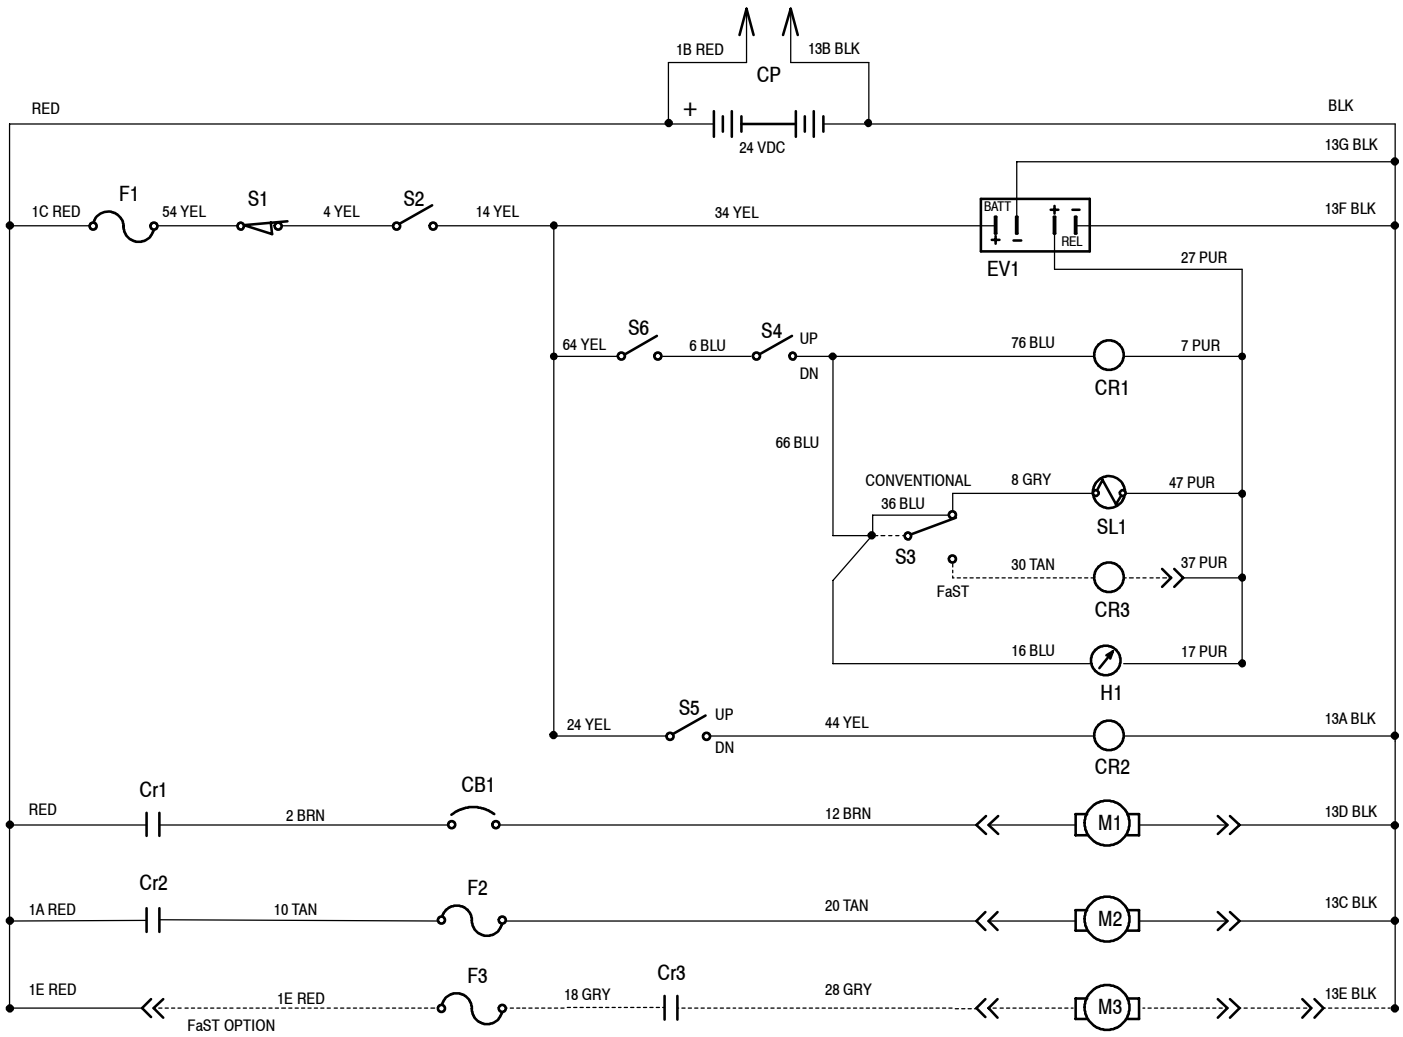 1B RED
13B BLK
CP
RED
+
24 VDC
BLK
13G BLK
1C RED
F1
54 YEL
S1
4 YEL
S2
14 YEL
34 YEL
BATT
+ −
+ −
REL
EV1
13F BLK
27 PUR
64 YEL
S6
6 BLU
S4
UP
DN
76 BLU
CR1
7 PUR
66 BLU
CONVENTIONAL
36 BLU
S3
FaST
8 GRY
SL1
47 PUR
30 TAN
CR3
37 PUR
16 BLU
H1
17 PUR
24 YEL
S5
UP
DN
44 YEL
CR2
13A BLK
RED
Cr1
2 BRN
CB1
12 BRN
M1
13D BLK
1A RED
Cr2
10 TAN
F2
20 TAN
M2
13C BLK
1E RED
1E RED
FaST OPTION
F3
18 GRY
Cr3
28 GRY
M3
13E BLK